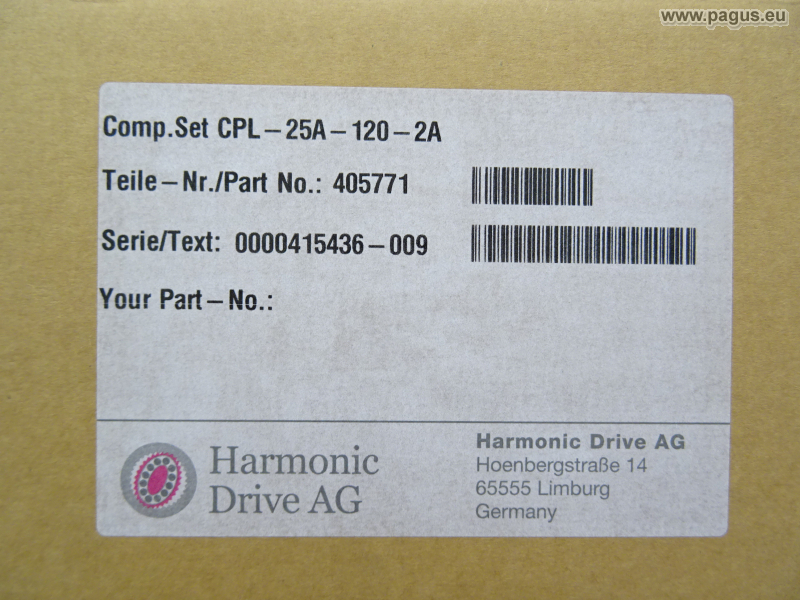 www.pagus.eu
Comp.Set CPL-25A-120-2A
Teile-Nr./Part No.: 405771
Serie/Text: 0000415436-009
Your Part-No.:
Harmonic
Drive AG
Harmonic Drive AG
Hoenbergstraße 14
65555 Limburg
Germany